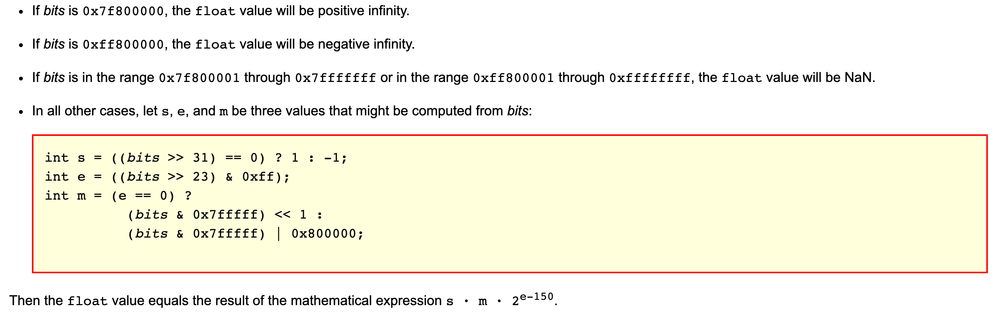 • If bits is 0x7f800000, the float value will be positive infinity.
• If bits is 0xff800000, the float value will be negative infinity.
• If bits is in the range 0x7f800001 through 0x7fffffff or in the range 0xff800001 through 0xffffffff, the float value will be NaN.
• In all other cases, let s, e, and m be three values that might be computed from bits:
int s = ((bits >> 31) == 0) ? 1 : -1;
int e = ((bits >> 23) & 0xff);
int m = (e == 0) ?
          (bits & 0x7fffff) << 1 :
          (bits & 0x7fffff) | 0x800000;
Then the float value equals the result of the mathematical expression s · m · 2^e-150.